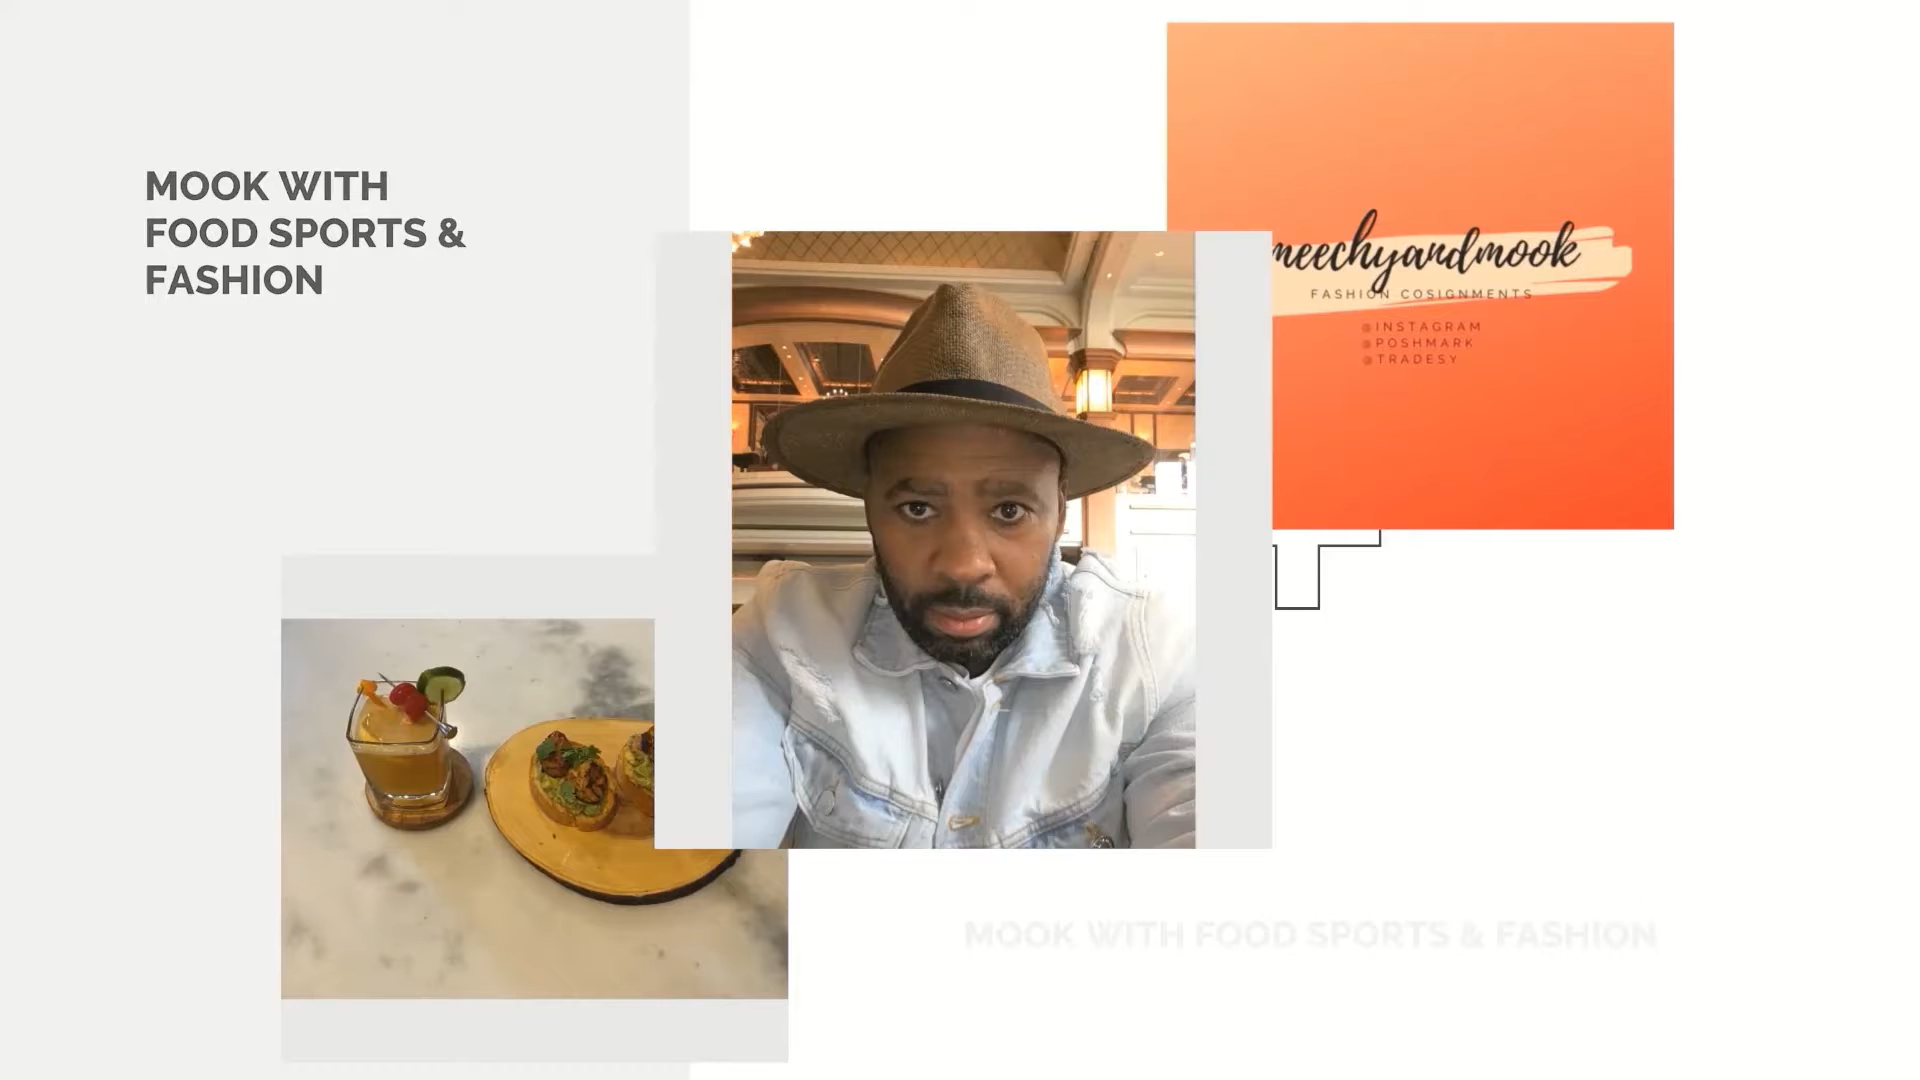 MOOK WITH
FOOD SPORTS &
FASHION
meechyandmook
FASHION COSIGNMENTS
@INSTAGRAM
@POSHMARK
@TRADESY
MOOK WITH FOOD SPORTS & FASHION